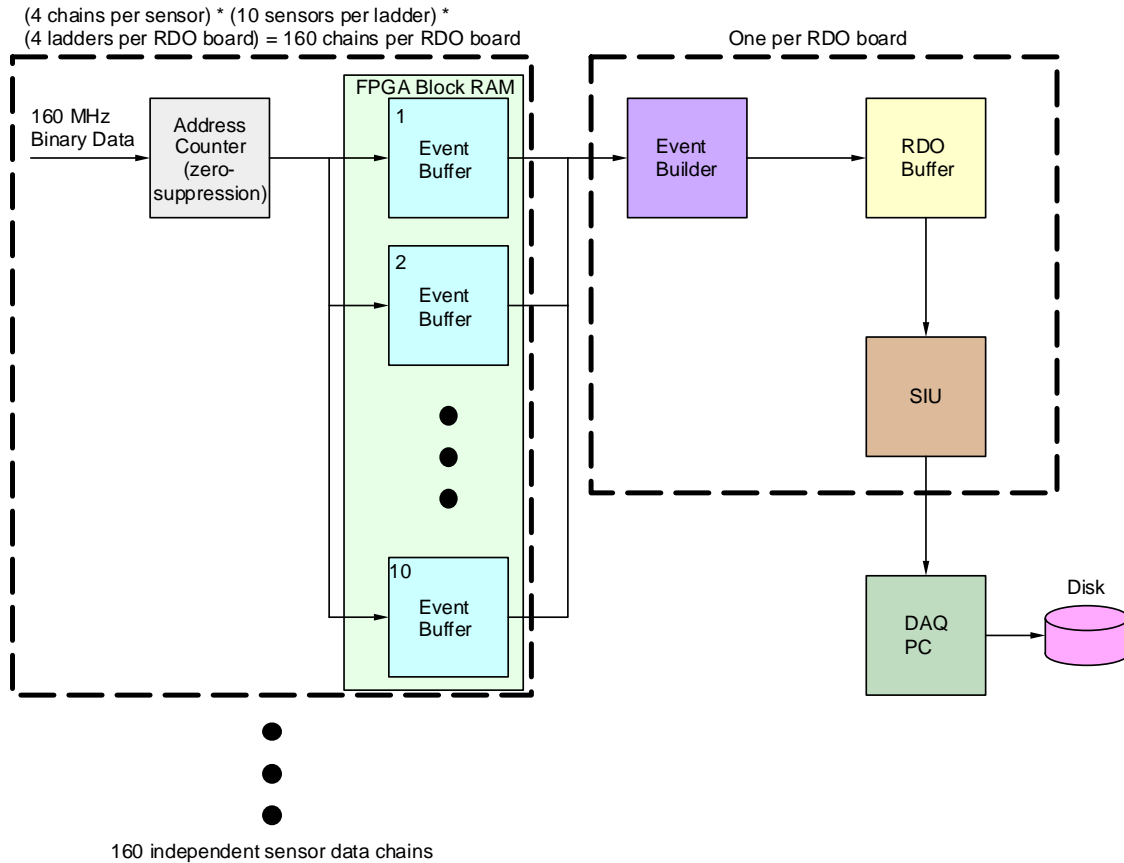 (4 chains per sensor) * (10 sensors per ladder) *
(4 ladders per RDO board) = 160 chains per RDO board
One per RDO board
FPGA Block RAM
160 MHz
Binary Data
Address
Counter
(zero-
suppression)
1
Event
Buffer
Event
Builder
RDO
Buffer
2
Event
Buffer
SIU
10
Event
Buffer
DAQ
PC
Disk
160 independent sensor data chains